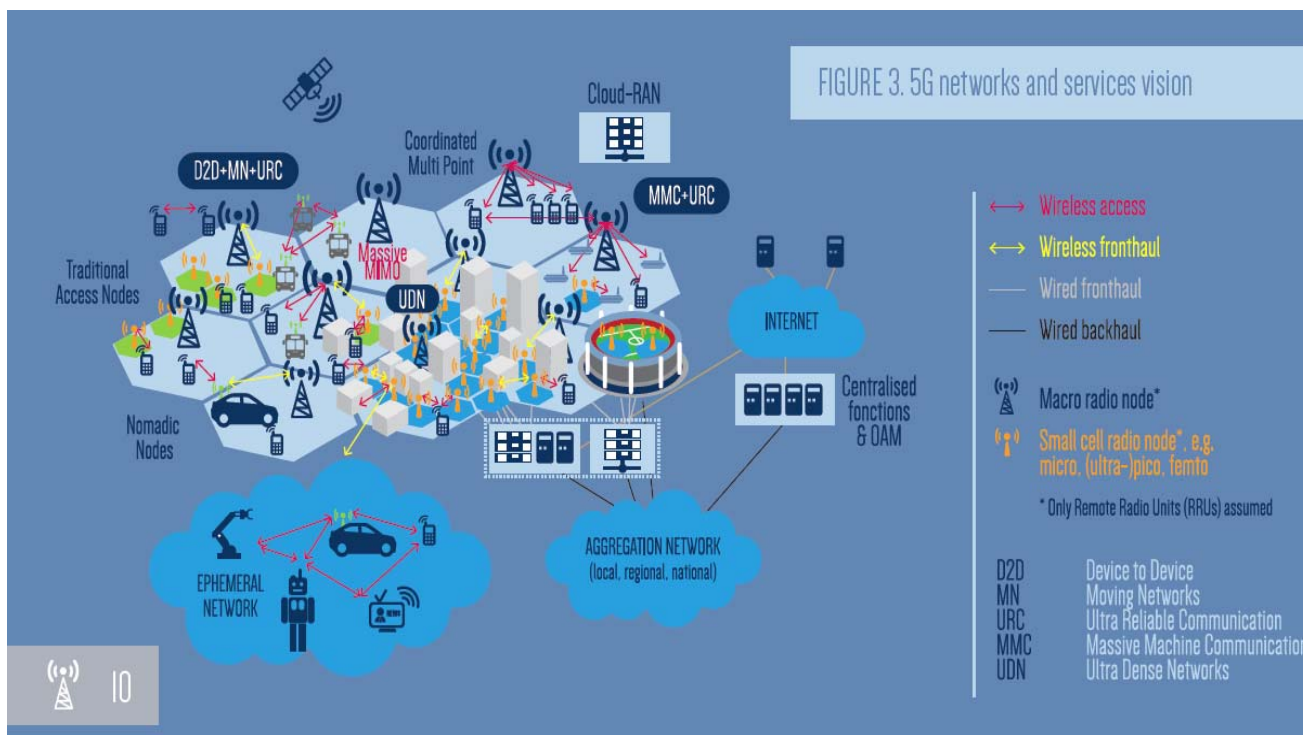 FIGURE 3. 5G networks and services vision
Cloud-RAN
Coordinated
Multi Point
D2D+MN+URC
MMC+URC
Massive
MIMO
Traditional
Access Nodes
UDN
INTERNET
Nomadic
Nodes
Centralised
fonctions
& OAM
EPHEMERAL
NETWORK
NEWS
AGGREGATION NETWORK
(local, regional, national)
Wireless access
Wireless fronthaul
Wired fronthaul
Wired backhaul
Macro radio node*
Small cell radio node*, e.g.
micro, (ultra-)pico, femto
* Only Remote Radio Units (RRUs) assumed
D2D Device to Device
MN Moving Networks
URC Ultra Reliable Communication
MMC Massive Machine Communication
UDN Ultra Dense Networks
10